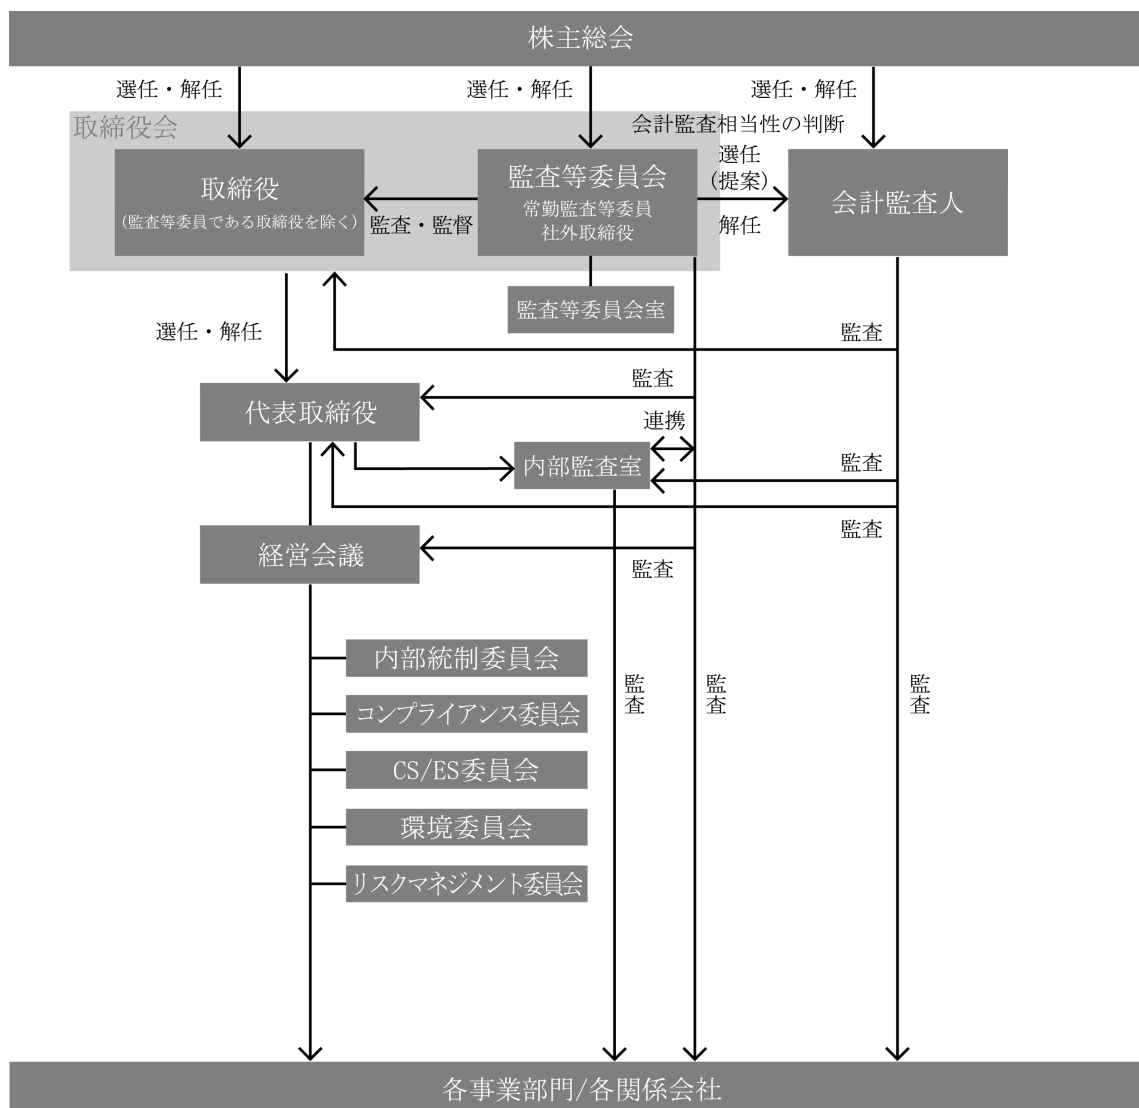 株主総会
選任・解任
選任・解任
選任・解任
取締役会
会計監査相当性の判断
取締役
(監査等委員である取締役を除く)
監査・監督
監査等委員会
常勤監査等委員
社外取締役
選任
(提案)
解任
会計監査人
監査等委員会室
選任・解任
監査
監査
代表取締役
連携
内部監査室
監査
監査
経営会議
監査
内部統制委員会
コンプライアンス委員会
CS/ES委員会
環境委員会
リスクマネジメント委員会
監査
監査
監査
各事業部門/各関係会社